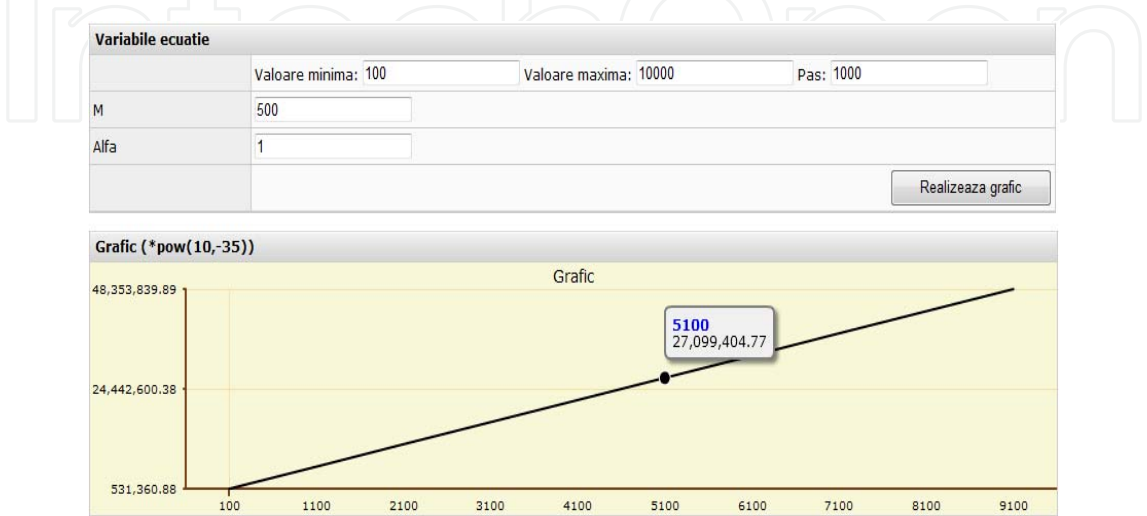 IntechOpen
Variabile ecuatie
Valoare minima: 100 Valoare maxima: 10000 Pas: 1000
M 500
Alfa 1
Realizeaza grafic
Grafic (*pow(10,-35))
Grafic
48,353,839.89
5100
27,099,404.77
24,442,600.38
531,360.88
100 1100 2100 3100 4100 5100 6100 7100 8100 9100